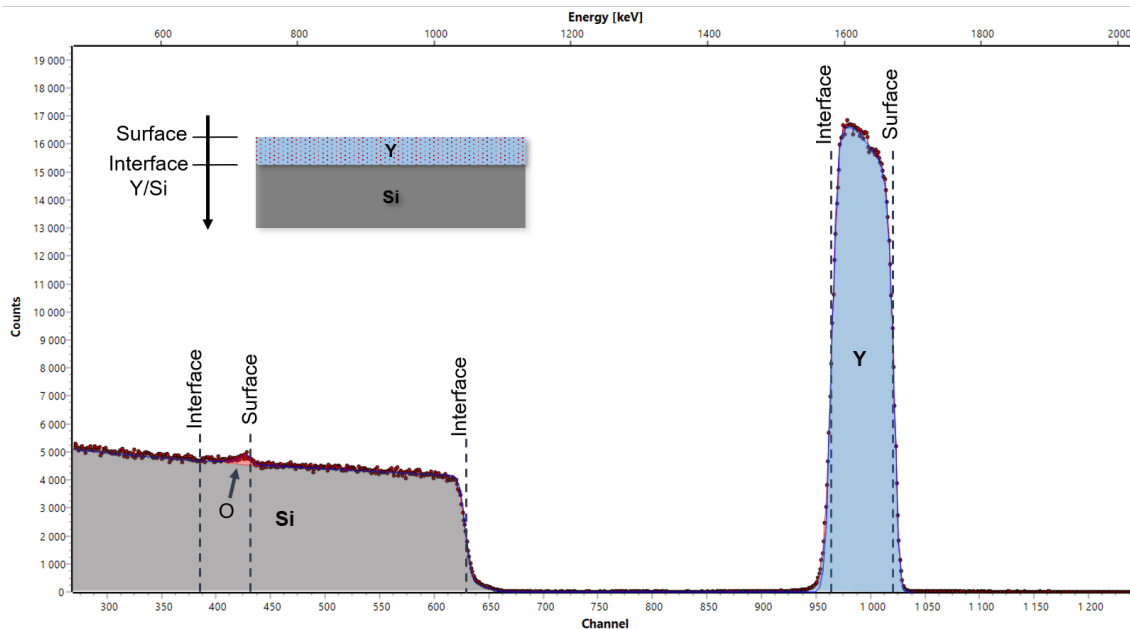 Energy [keV]
600 800 1000 1200 1400 1600 1800 2000
19 000
18 000
17 000
16 000
15 000
14 000
13 000
12 000
11 000
10 000
9 000
8 000
7 000
6 000
5 000
4 000
3 000
2 000
1 000
0
Counts
Surface
Interface
Y/Si
Y
Si
Interface
Surface
Interface
Interface
Surface
O
Si
Y
300 350 400 450 500 550 600 650 700 750 800 850 900 950 1 000 1 050 1 100 1 150 1 200
Channel